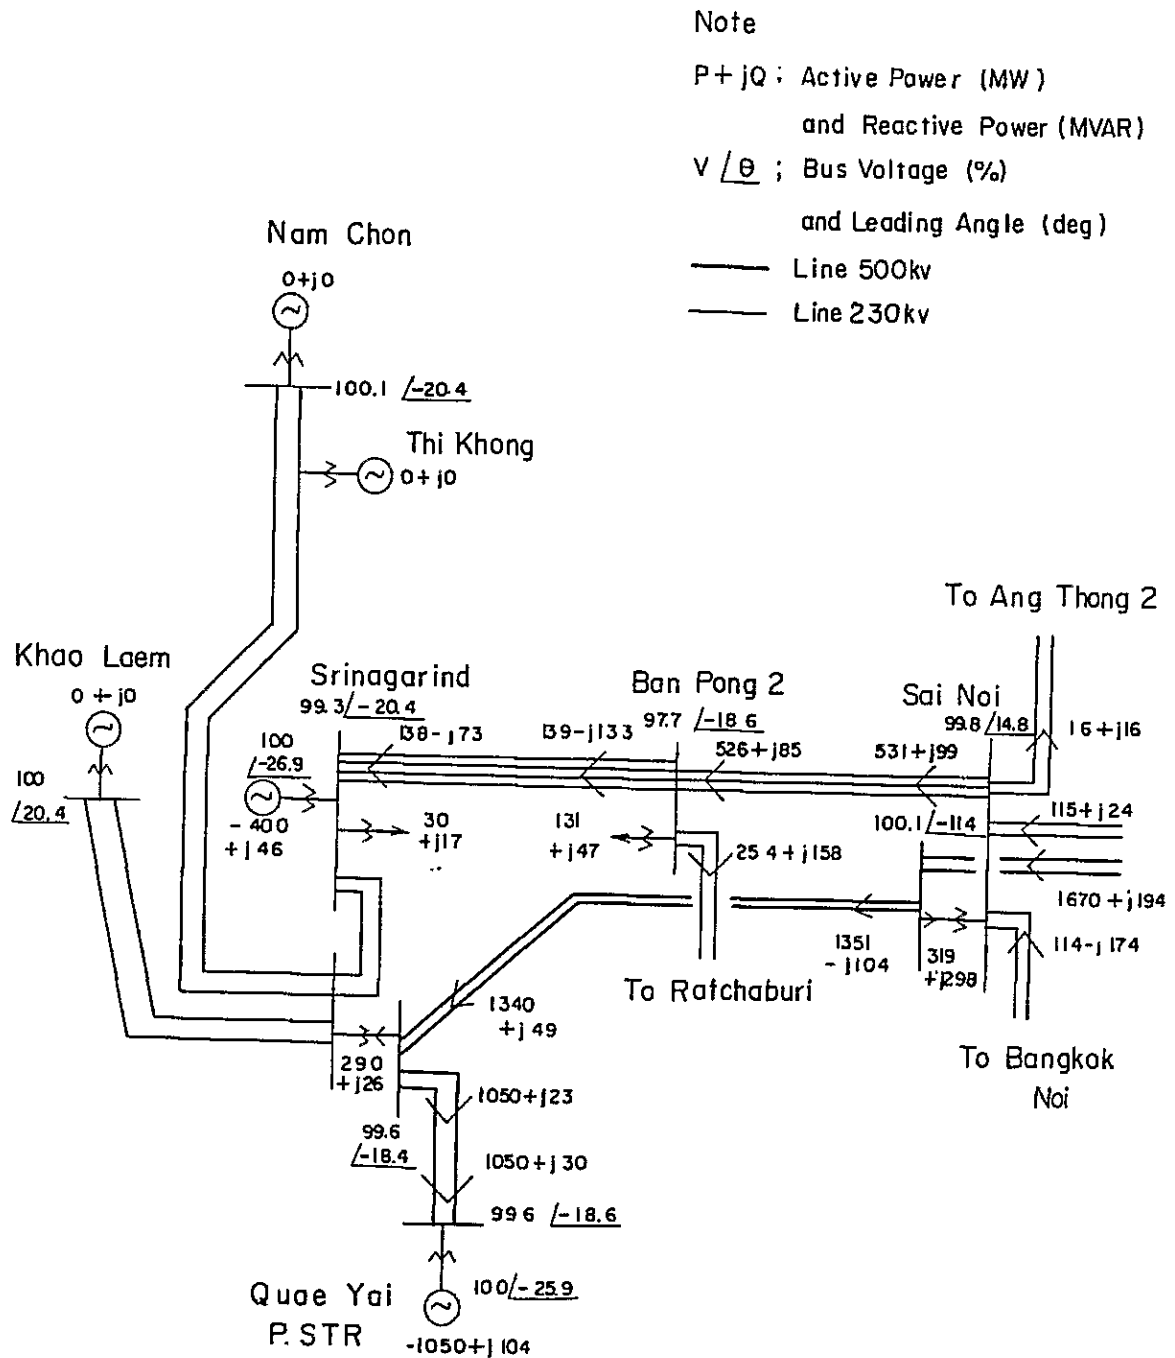 Note
P+jQ ; Active Power (MW)
and Reactive Power (MVAR)
V /θ ; Bus Voltage (%)
and Leading Angle (deg)
Line 500kv
Line 230kv
Nam Chon
0+j0
100.1 /-20.4
Thi Khong
0+j0
To Ang Thong 2
Khao Laem
0+j0
100
/20.4
Srinagarind
99.3/-20.4
100
/-26.9
-400
+j46
138-j73
30
+j17
139-j133
Ban Pong 2
97.7 /-18.6
526+j85
131
+j47
254+j158
To Ratchaburi
Sai Noi
99.8/14.8
531+j99
16+j16
115+j24
100.1/-114
1670+j194
1351
-j104
319
+j298
114-j174
To Bangkok
Noi
1340
+j49
290
+j26
1050+j23
99.6
/-18.4
1050+j30
99 6 /-18.6
Quae Yai
P. STR
100/-25.9
-1050+j104